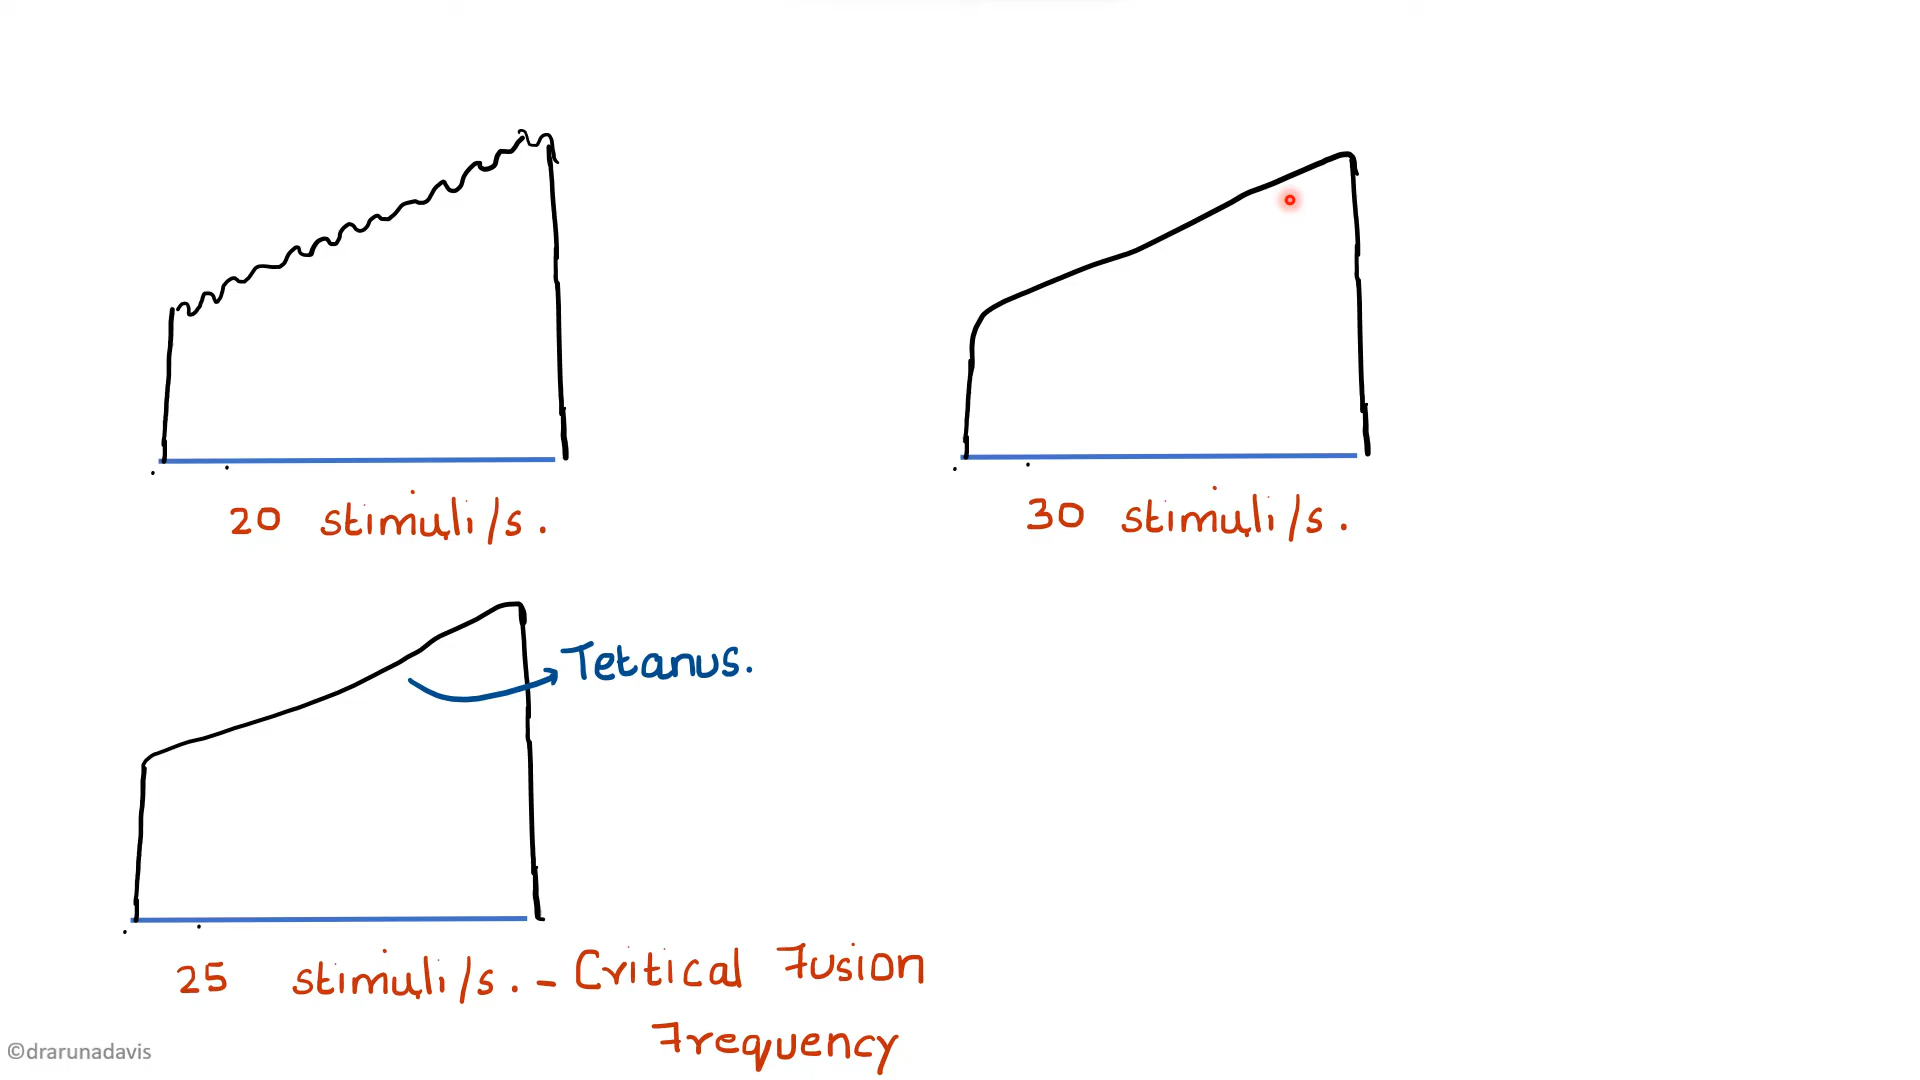 20 stimuli/s.
30 stimuli/s.
Tetanus.
25 stimuli/s. - Critical Fusion
Frequency
©drarunadavis